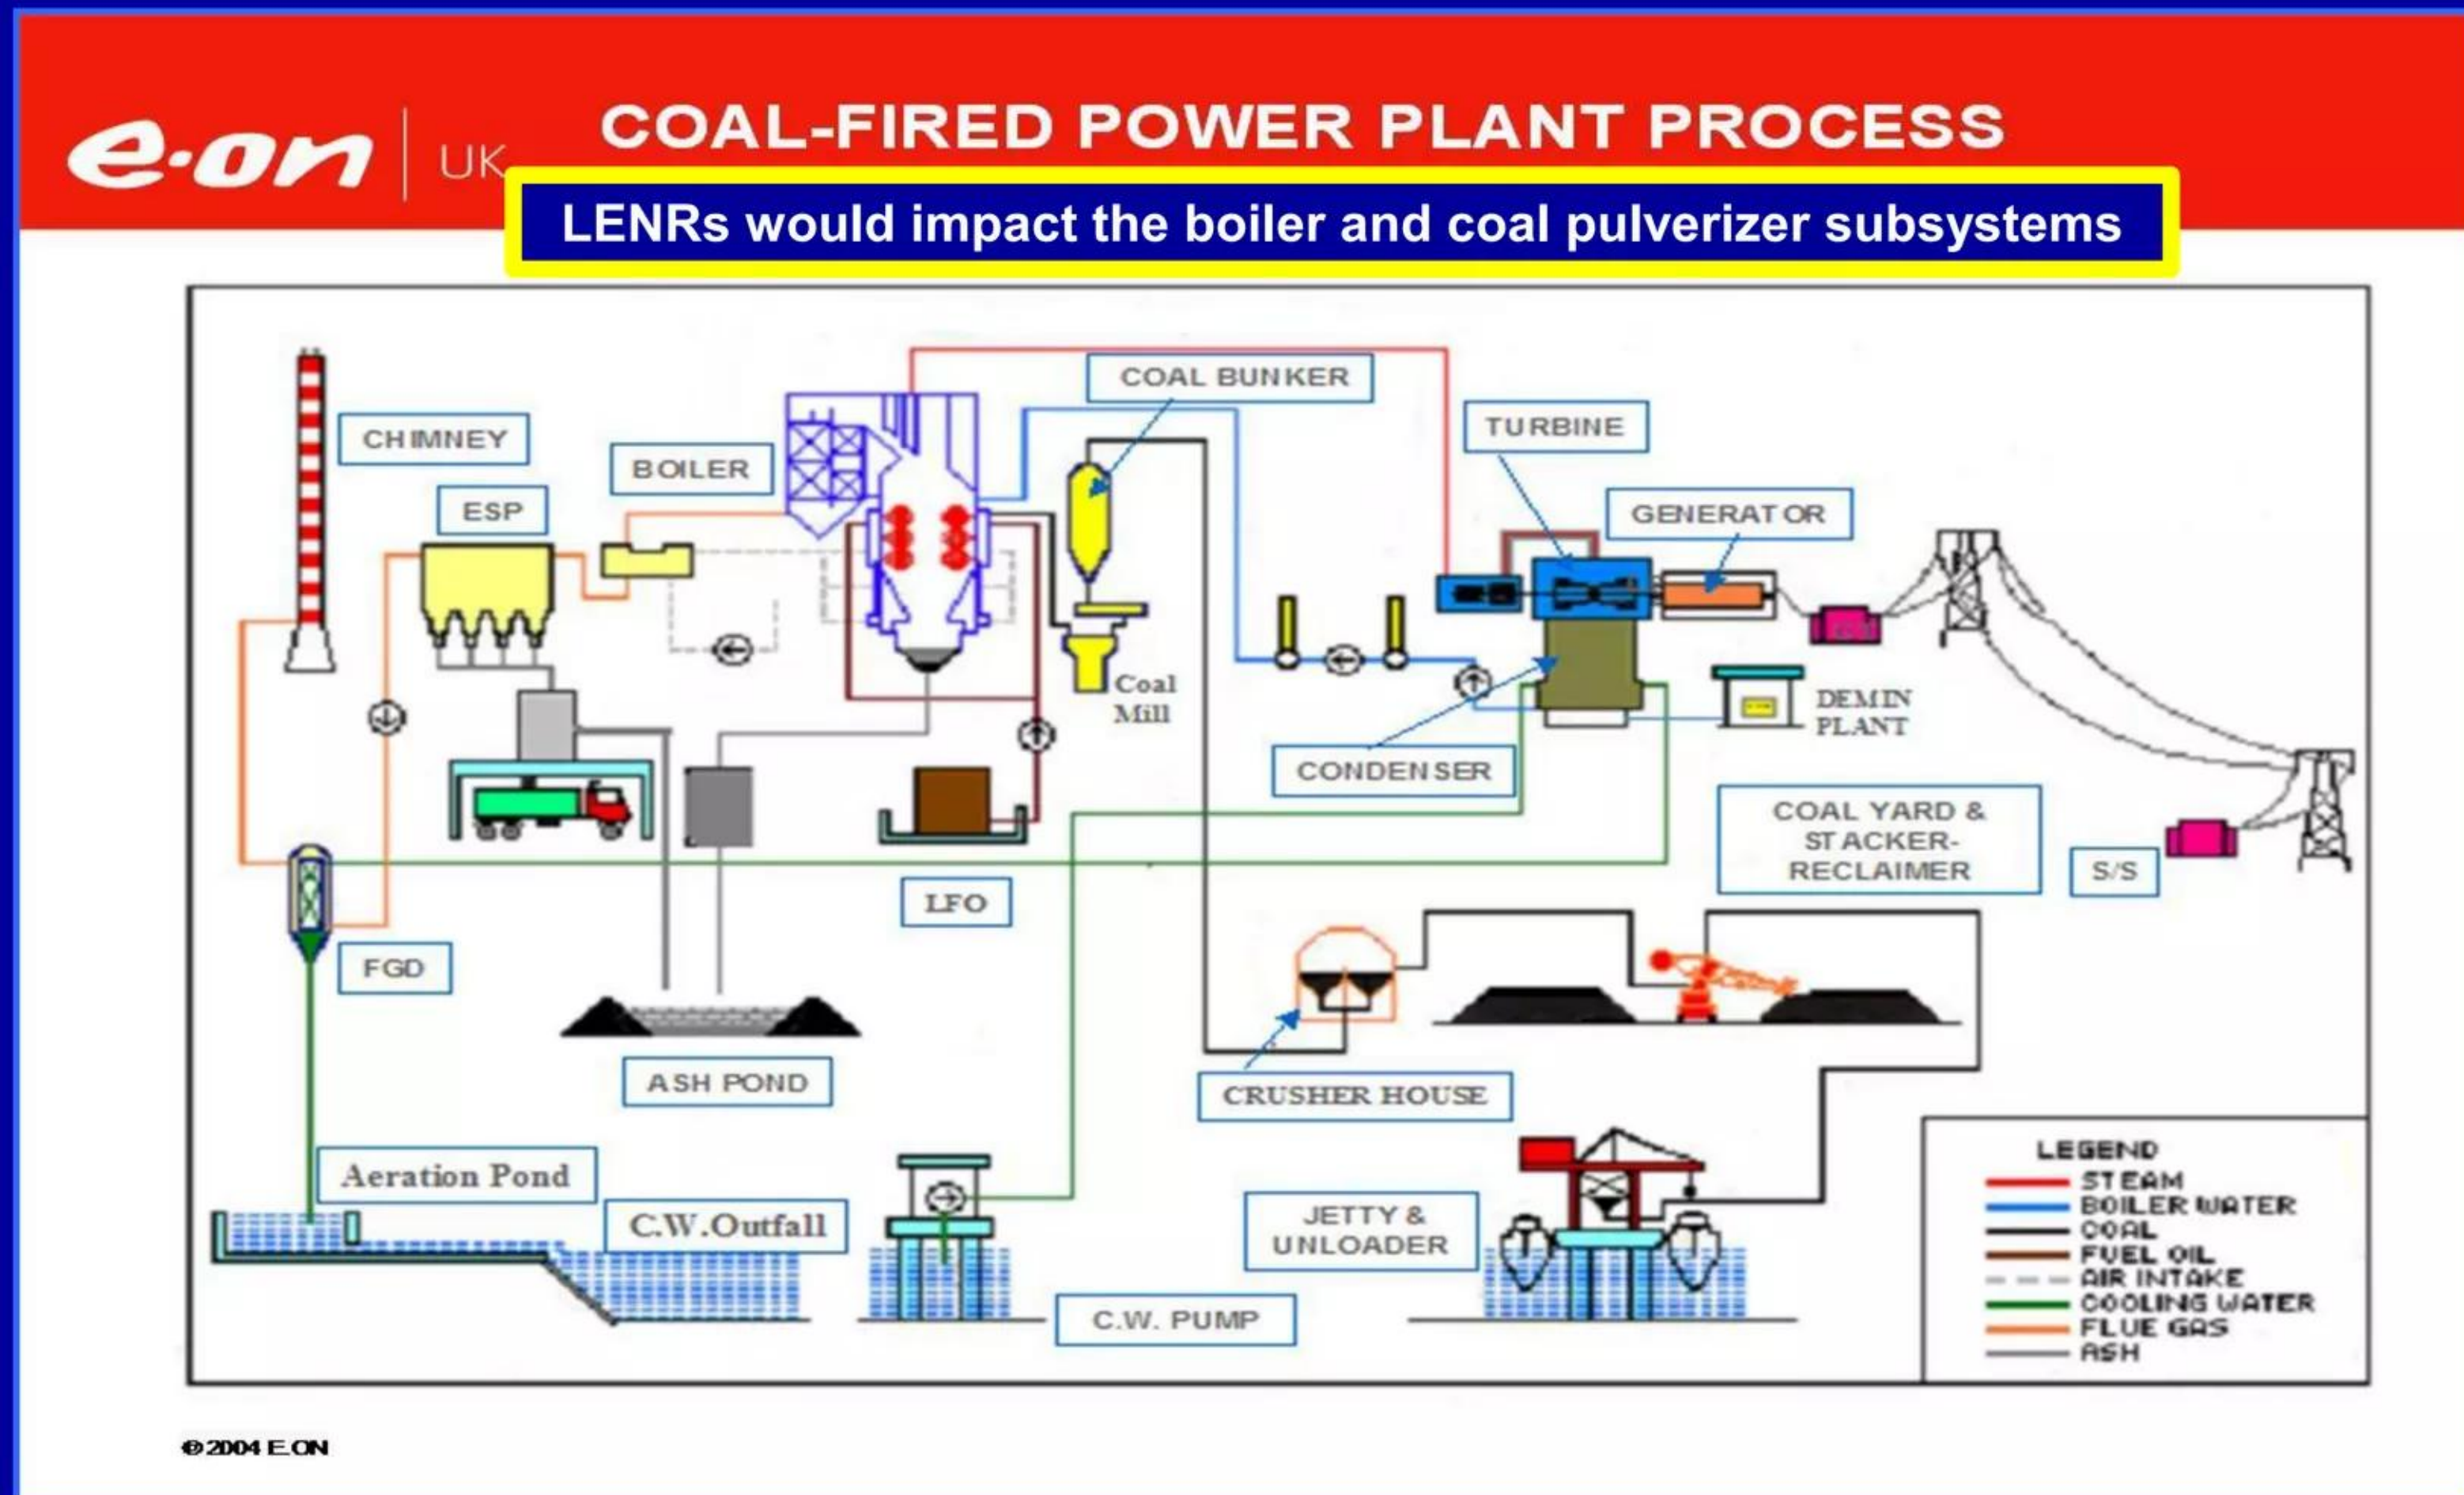 e·on | UK
COAL-FIRED POWER PLANT PROCESS
LENRs would impact the boiler and coal pulverizer subsystems
COAL BUNKER
TURBINE
CHIMNEY
BOILER
ESP
GENERATOR
Coal
Mill
DEMIN
PLANT
CONDENSER
COAL YARD &
STACKER-
RECLAIMER
S/S
LFO
FGD
ASH POND
CRUSHER HOUSE
Aeration Pond
C.W.Outfall
JETTY &
UNLOADER
C.W. PUMP
LEGEND
STEAM
BOILER WATER
COAL
FUEL OIL
AIR INTAKE
COOLING WATER
FLUE GAS
ASH
© 2004 E.ON